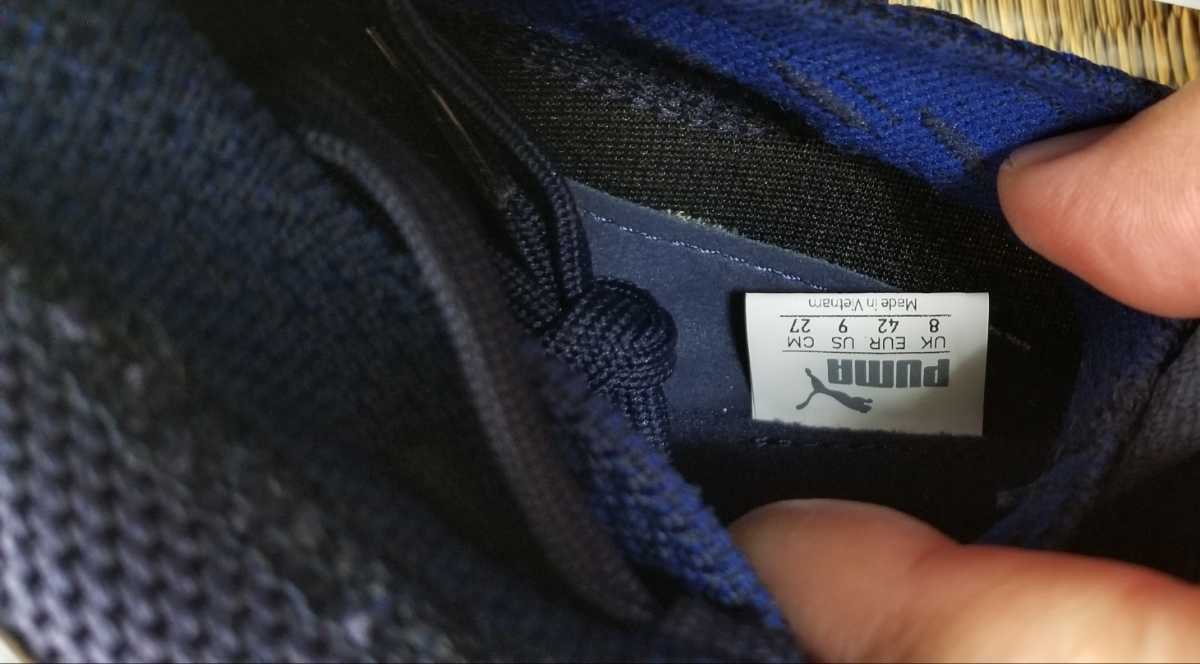 PUMA
UK EUR US CM
8 42 9 27
Made in Vietnam